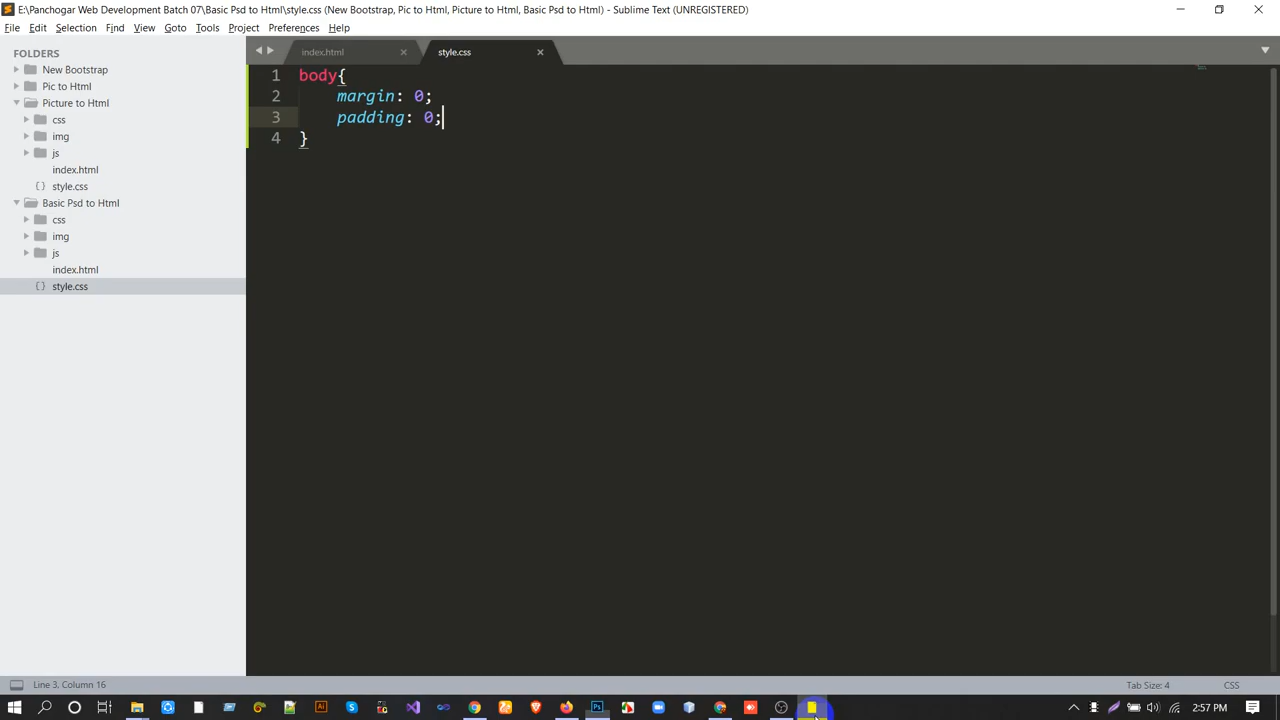 E:\Panchogar Web Development Batch 07\Basic Psd to Html\style.css (New Bootstrap, Pic to Html, Picture to Html, Basic Psd to Html) - Sublime Text (UNREGISTERED)
File Edit Selection Find View Goto Tools Project Preferences Help
FOLDERS
New Bootstrap
Pic to Html
Picture to Html
css
img
js
index.html
style.css
Basic Psd to Html
css
img
js
index.html
style.css
index.html style.css
1 body{
2 margin: 0;
3 padding: 0;
4 }
Line 3, Column 16 Tab Size: 4 CSS
2:57 PM